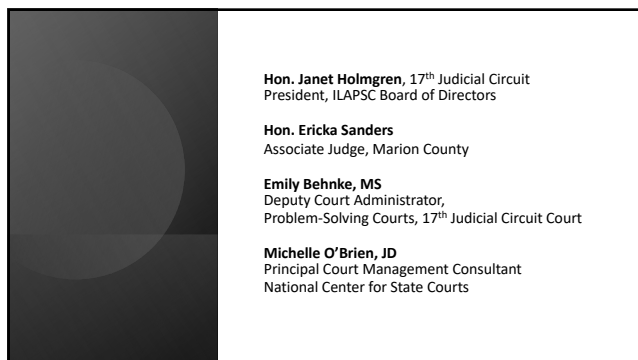 Hon. Janet Holmgren, 17th Judicial Circuit
President, ILAPSC Board of Directors
Hon. Ericka Sanders
Associate Judge, Marion County
Emily Behnke, MS
Deputy Court Administrator,
Problem-Solving Courts, 17th Judicial Circuit Court
Michelle O’Brien, JD
Principal Court Management Consultant
National Center for State Courts